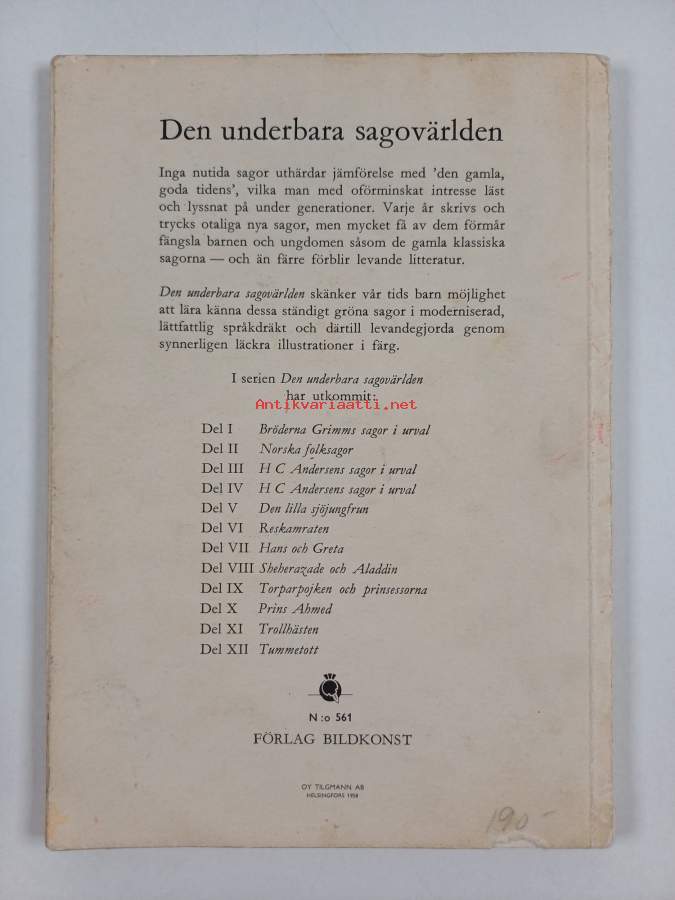 Den underbara sagovärlden
Inga nutida sagor uthärdar jämförelse med 'den gamla,
goda tidens', vilka man med oförminskat intresse läst
och lyssnat på under generationer. Varje år skrivs och
trycks otaliga nya sagor, men mycket få av dem förmår
fängsla barnen och ungdomen såsom de gamla klassiska
sagorna — och än färre förblir levande litteratur.
Den underbara sagovärlden skänker vår tids barn möjlighet
att lära känna dessa ständigt gröna sagor i moderniserad,
lättfattlig språkdräkt och därtill levandegjorda genom
synnerligen läckra illustrationer i färg.
I serien Den underbara sagovärlden
har utkommit:
Antikvariaatti.net
Del I Bröderna Grimms sagor i urval
Del II Norska folksagor
Del III H C Andersens sagor i urval
Del IV H C Andersens sagor i urval
Del V Den lilla sjöjungfrun
Del VI Reskamraten
Del VII Hans och Greta
Del VIII Sheherazade och Aladdin
Del IX Torparpojken och prinsessorna
Del X Prins Ahmed
Del XI Trollhästen
Del XII Tummetott
N:o 561
FÖRLAG BILDKONST
OY TILGMANN AB
HELSINGFORS 1958
190-